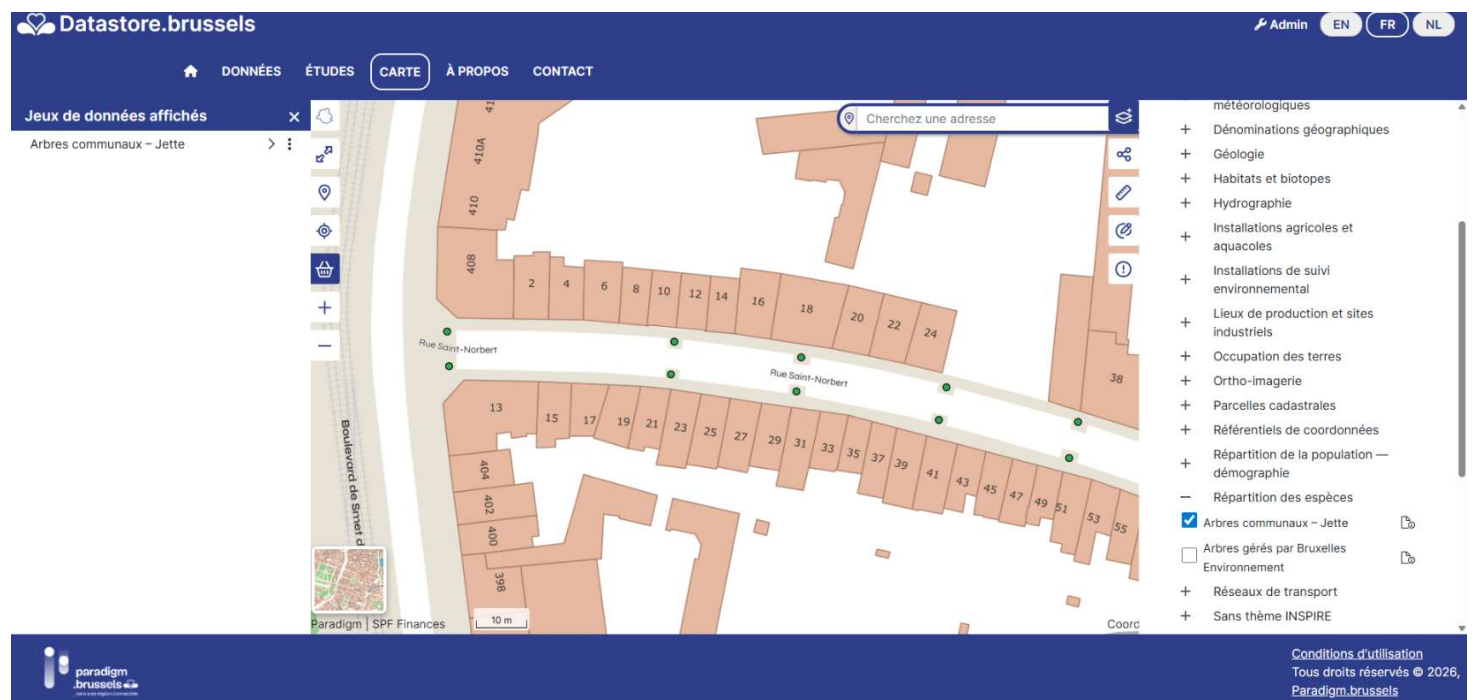 Datastore.brussels
Admin
EN
FR
NL
DONNÉES
ÉTUDES
CARTE
À PROPOS
CONTACT
Jeux de données affichés
Arbres communaux – Jette
Cherchez une adresse
410A
410
408
2
4
6
8
10
12
14
16
18
20
22
24
38
Rue Saint-Norbert
Rue Saint-Norbert
13
15
17
19
21
23
25
27
29
31
33
35
37
39
41
43
45
47
49
51
53
55
404
402
400
398
Boulevard de Smet d
10 m
Paradigm | SPF Finances
Coord
météorologiques
Dénominations géographiques
Géologie
Habitats et biotopes
Hydrographie
Installations agricoles et
aquacoles
Installations de suivi
environnemental
Lieux de production et sites
industriels
Occupation des terres
Ortho-imagerie
Parcelles cadastrales
Référentiels de coordonnées
Répartition de la population —
démographie
Répartition des espèces
Arbres communaux – Jette
Arbres gérés par Bruxelles
Environnement
Réseaux de transport
Sans thème INSPIRE
paradigm
.brussels
Conditions d'utilisation
Tous droits réservés © 2026,
Paradigm.brussels